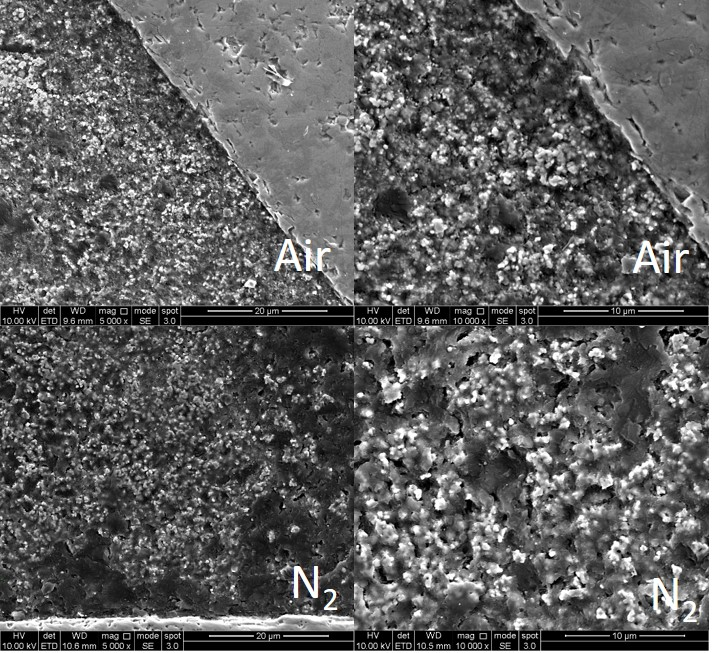 Air
HV det WD mag □ mode spot
10.00 kV ETD 9.6 mm 5 000 x SE 3.0
20 µm
Air
HV det WD mag □ mode spot
10.00 kV ETD 9.6 mm 10 000 x SE 3.0
10 µm
N2
HV det WD mag □ mode spot
10.00 kV ETD 10.6 mm 5 000 x SE 3.0
20 µm
N2
HV det WD mag □ mode spot
10.00 kV ETD 10.5 mm 10 000 x SE 3.0
10 µm